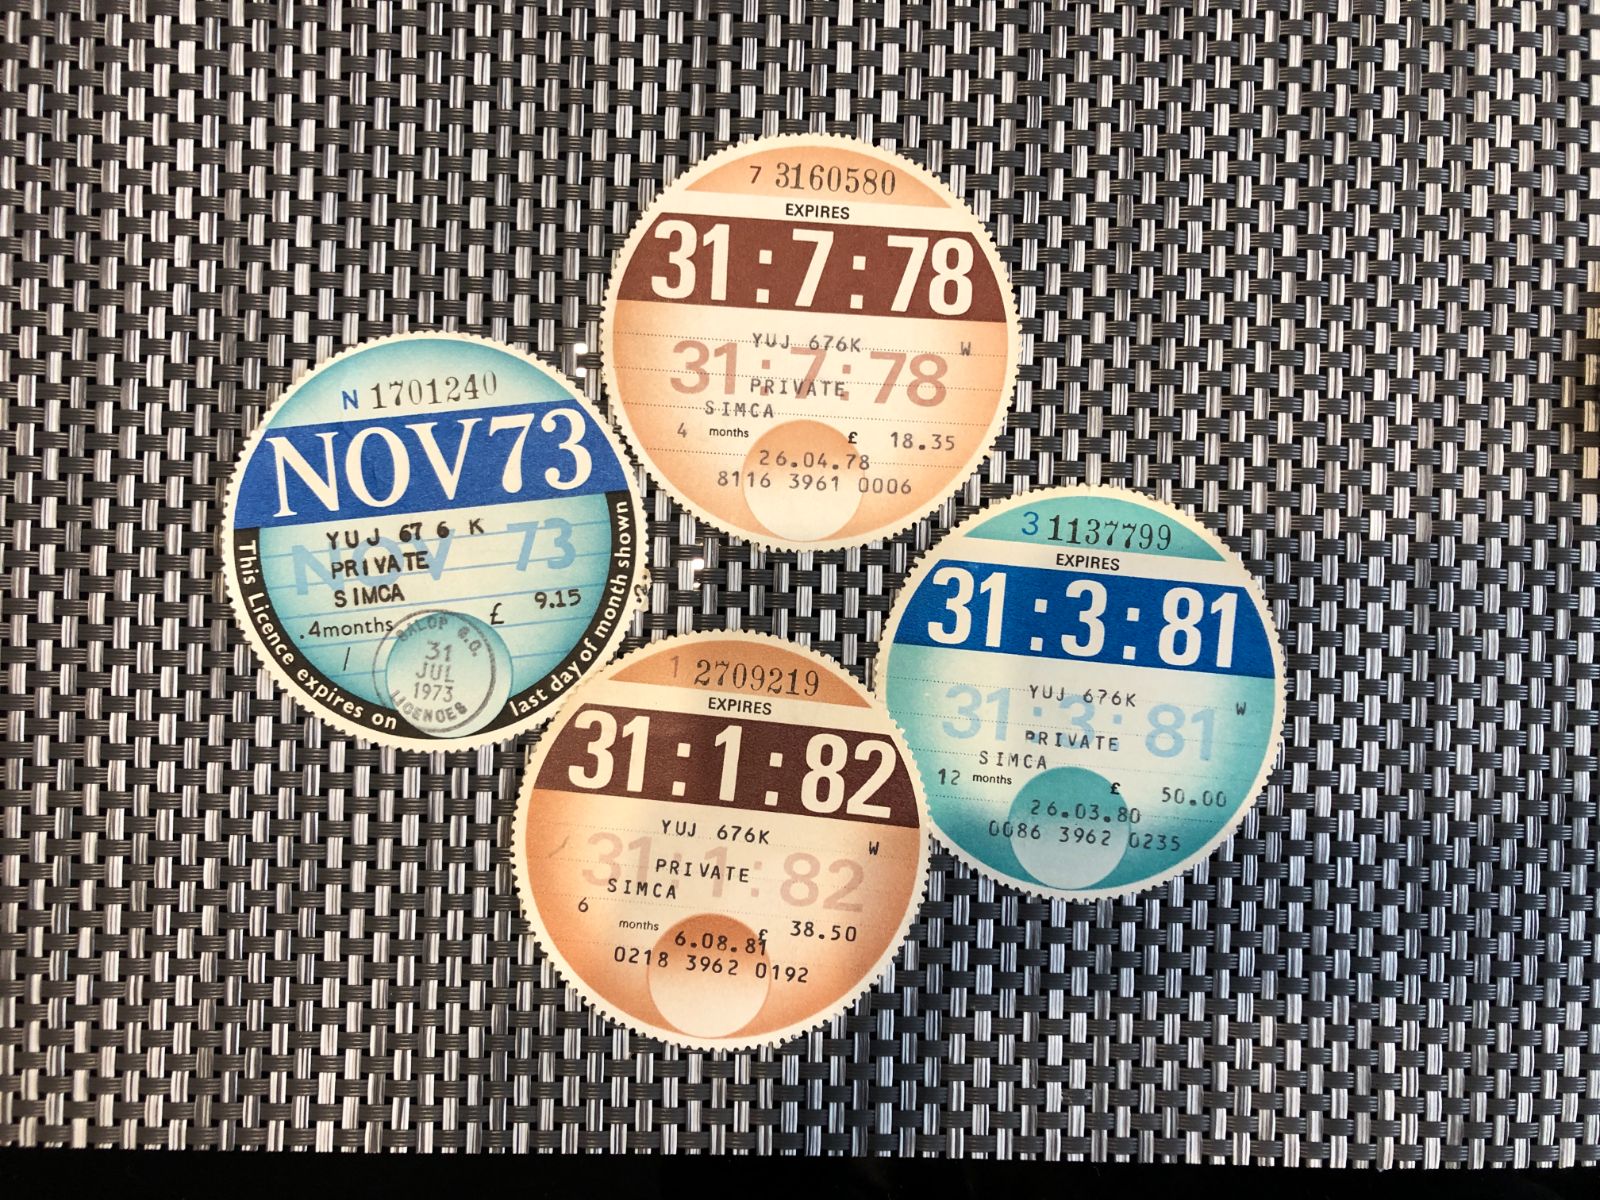 7 3160580
EXPIRES
31:7:78
YUJ 676K W
31:7:78
PRIVATE
SIMCA
4 months £ 18.35
26.04.78
8116 3961 0006
N 1701240
NOV 73
YUJ 676 K
NOV 73
PRIVATE
SIMCA
£ 9.15
.4months
SALOP C.C.
31
JUL
1973
LICENCES
This Licence expires on last day of month shown
3 1137799
EXPIRES
31:3:81
YUJ 676K W
31:3:81
PRIVATE
SIMCA
12 months £ 50.00
26.03.80
0086 3962 0235
1 2709219
EXPIRES
31:1:82
YUJ 676K W
31:1:82
PRIVATE
SIMCA
6 months £ 38.50
6.08.81
0218 3962 0192